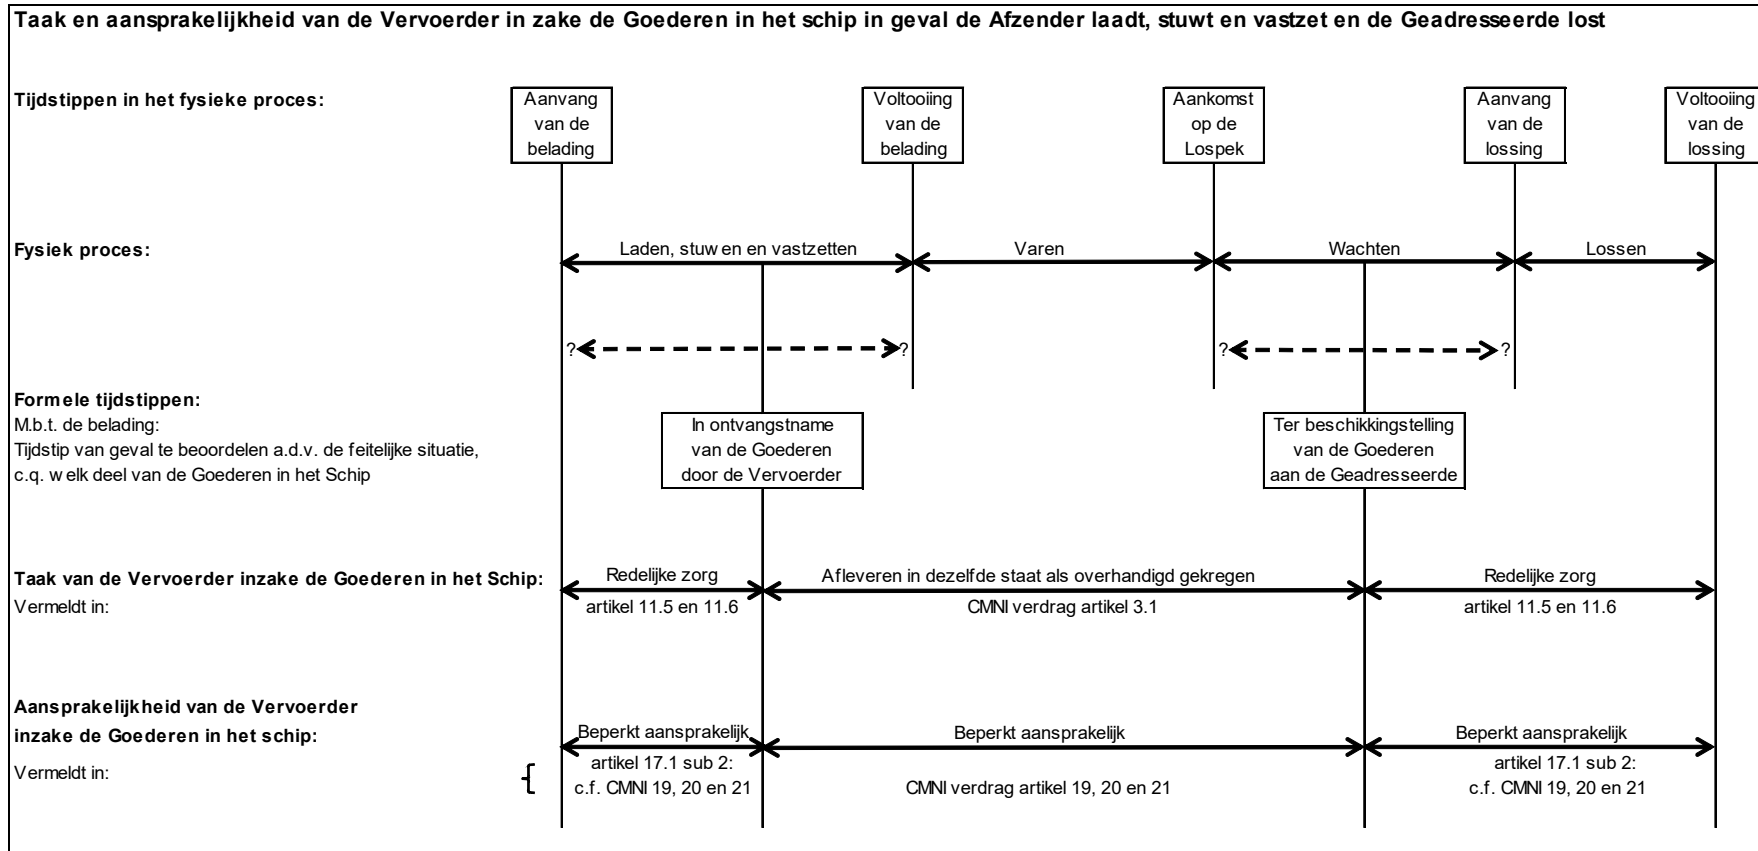 Taak en aansprakelijkheid van de Vervoerder in zake de Goederen in het schip in geval de Afzender laadt, stuwt en vastzet en de Geadresseerde lost
Tijdstippen in het fysieke proces:
Aanvang
van de
belading
Voltooiing
van de
belading
Aankomst
op de
Lospek
Aanvang
van de
lossing
Voltooiing
van de
lossing
Fysiek proces:
Laden, stuwen en vastzetten
Varen
Wachten
Lossen
? ?
? ?
Formele tijdstippen:
M.b.t. de belading:
Tijdstip van geval te beoordelen a.d.v. de feitelijke situatie,
c.q. welk deel van de Goederen in het Schip
In ontvangstname
van de Goederen
door de Vervoerder
Ter beschikkingstelling
van de Goederen
aan de Geadresseerde
Taak van de Vervoerder inzake de Goederen in het Schip:
Redelijke zorg
Afleveren in dezelfde staat als overhandigd gekregen
Redelijke zorg
Vermeldt in:
artikel 11.5 en 11.6
CMNI verdrag artikel 3.1
artikel 11.5 en 11.6
Aansprakelijkheid van de Vervoerder
inzake de Goederen in het schip:
Beperkt aansprakelijk
Beperkt aansprakelijk
Beperkt aansprakelijk
Vermeldt in:
{
artikel 17.1 sub 2:
c.f. CMNI 19, 20 en 21
CMNI verdrag artikel 19, 20 en 21
artikel 17.1 sub 2:
c.f. CMNI 19, 20 en 21